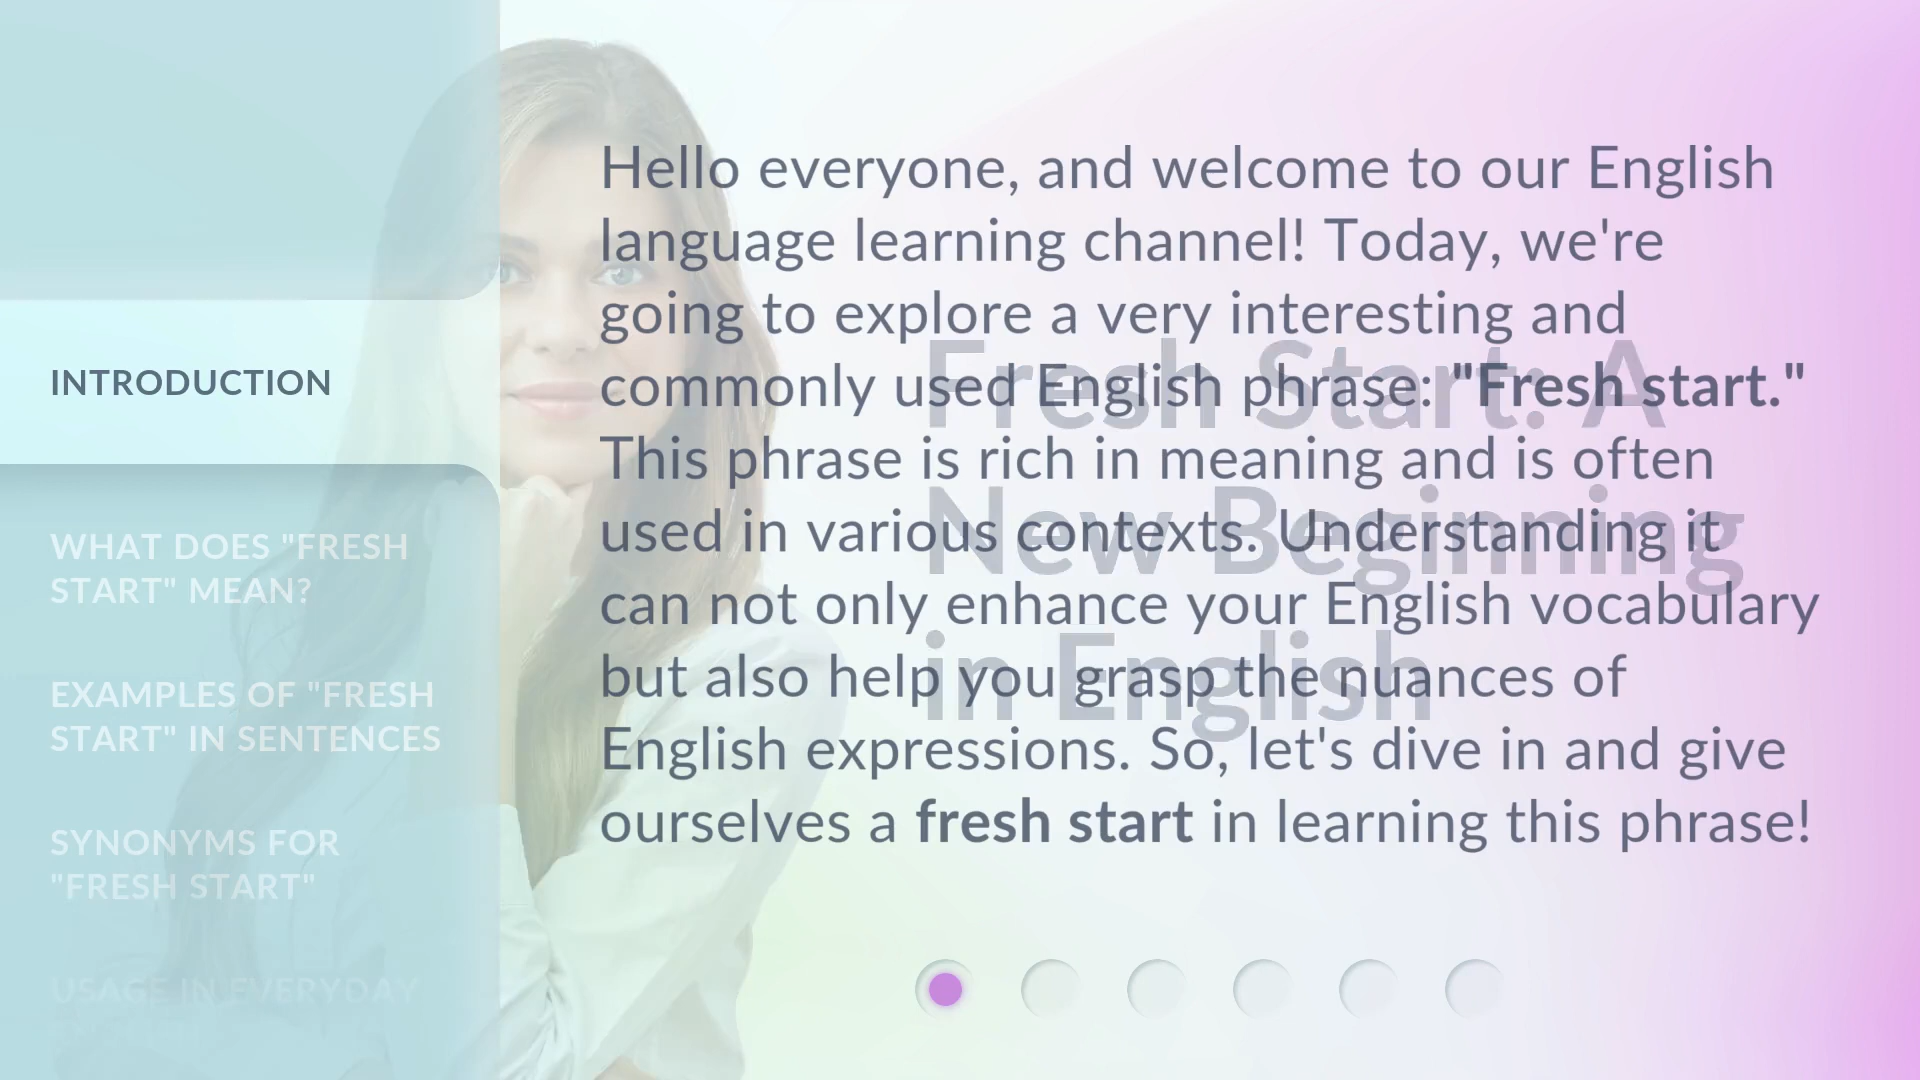 INTRODUCTION
WHAT DOES "FRESH
START" MEAN?
EXAMPLES OF "FRESH
START" IN SENTENCES
SYNONYMS FOR
"FRESH START"
USAGE IN EVERYDAY
Hello everyone, and welcome to our English
language learning channel! Today, we're
going to explore a very interesting and
commonly used English phrase: "Fresh start."
This phrase is rich in meaning and is often
used in various contexts. Understanding it
can not only enhance your English vocabulary
but also help you grasp the nuances of
English expressions. So, let's dive in and give
ourselves a fresh start in learning this phrase!
Fresh Start: A
New Beginning
in English